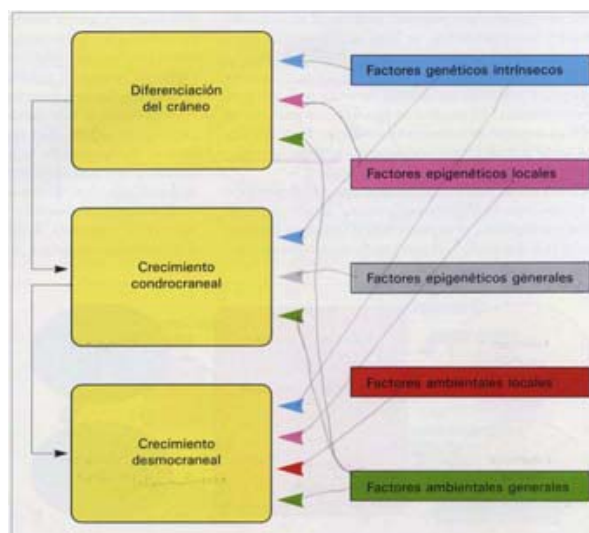 Diferenciación
del cráneo
Factores genéticos intrínsecos
Factores epigenéticos locales
Crecimiento
condrocraneal
Factores epigenéticos generales
Factores ambientales locales
Crecimiento
desmocraneal
Factores ambientales generales